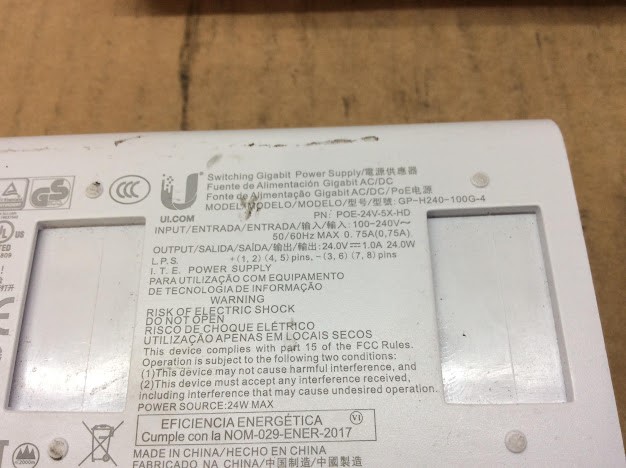 Switching Gigabit Power Supply/電源供應器
Fuente de Alimentación Gigabit AC/DC
Fonte de Alimentação Gigabit AC/DC/PoE电源
MODEL/MODELO/MODELO/型号/型號: GP-H240-100G-4
UI.COM
PN: POE-24V-5X-HD
INPUT/ENTRADA/ENTRADA/输入/輸入: 100-240V~
50/60Hz MAX 0.75A(0,75A)
OUTPUT/SALIDA/SAÍDA/输出/輸出: 24.0V⎓1.0A 24.0W
L.P.S. +(1, 2) (4, 5) pins, -(3, 6) (7, 8) pins
I.T.E. POWER SUPPLY
PARA UTILIZAÇÃO COM EQUIPAMENTO
DE TECNOLOGIA DE INFORMAÇÃO
WARNING
RISK OF ELECTRIC SHOCK
DO NOT OPEN
RISCO DE CHOQUE ELÉTRICO
UTILIZAÇÃO APENAS EM LOCAIS SECOS
This device complies with part 15 of the FCC Rules.
Operation is subject to the following two conditions:
(1)This device may not cause harmful interference, and
(2)This device must accept any interference received,
including interference that may cause undesired operation.
POWER SOURCE:24W MAX
EFICIENCIA ENERGÉTICA VI
Cumple con la NOM-029-ENER-2017
MADE IN CHINA/HECHO EN CHINA
FABRICADO NA CHINA/中国制造/中國製造
GS
CCC
US